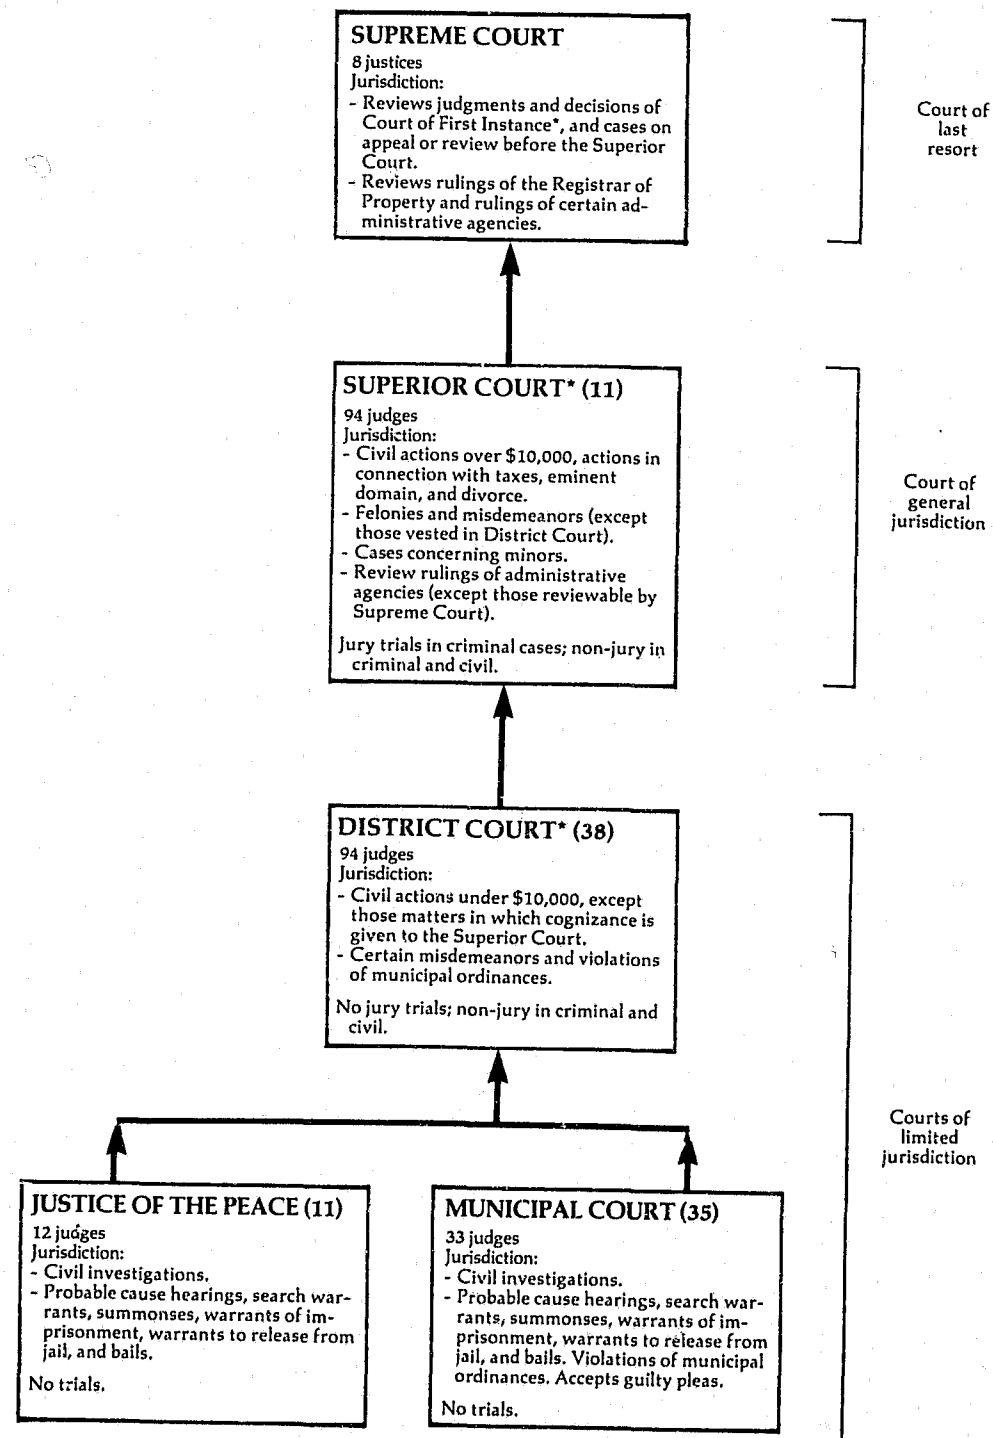 SUPREME COURT
8 justices
Jurisdiction:
- Reviews judgments and decisions of
Court of First Instance*, and cases on
appeal or review before the Superior
Court.
- Reviews rulings of the Registrar of
Property and rulings of certain ad-
ministrative agencies.
Court of
last
resort
SUPERIOR COURT* (11)
94 judges
Jurisdiction:
- Civil actions over $10,000, actions in
connection with taxes, eminent
domain, and divorce.
- Felonies and misdemeanors (except
those vested in District Court).
- Cases concerning minors.
- Review rulings of administrative
agencies (except those reviewable by
Supreme Court).
Jury trials in criminal cases; non-jury in
criminal and civil.
Court of
general
jurisdiction
DISTRICT COURT* (38)
94 judges
Jurisdiction:
- Civil actions under $10,000, except
those matters in which cognizance is
given to the Superior Court.
- Certain misdemeanors and violations
of municipal ordinances.
No jury trials; non-jury in criminal and
civil.
Courts of
limited
jurisdiction
JUSTICE OF THE PEACE (11)
12 judges
Jurisdiction:
- Civil investigations.
- Probable cause hearings, search war-
rants, summonses, warrants of im-
prisonment, warrants to release from
jail, and bails.
No trials.
MUNICIPAL COURT (35)
33 judges
Jurisdiction:
- Civil investigations.
- Probable cause hearings, search war-
rants, summonses, warrants of im-
prisonment, warrants to release from
jail, and bails. Violations of municipal
ordinances. Accepts guilty pleas.
No trials.